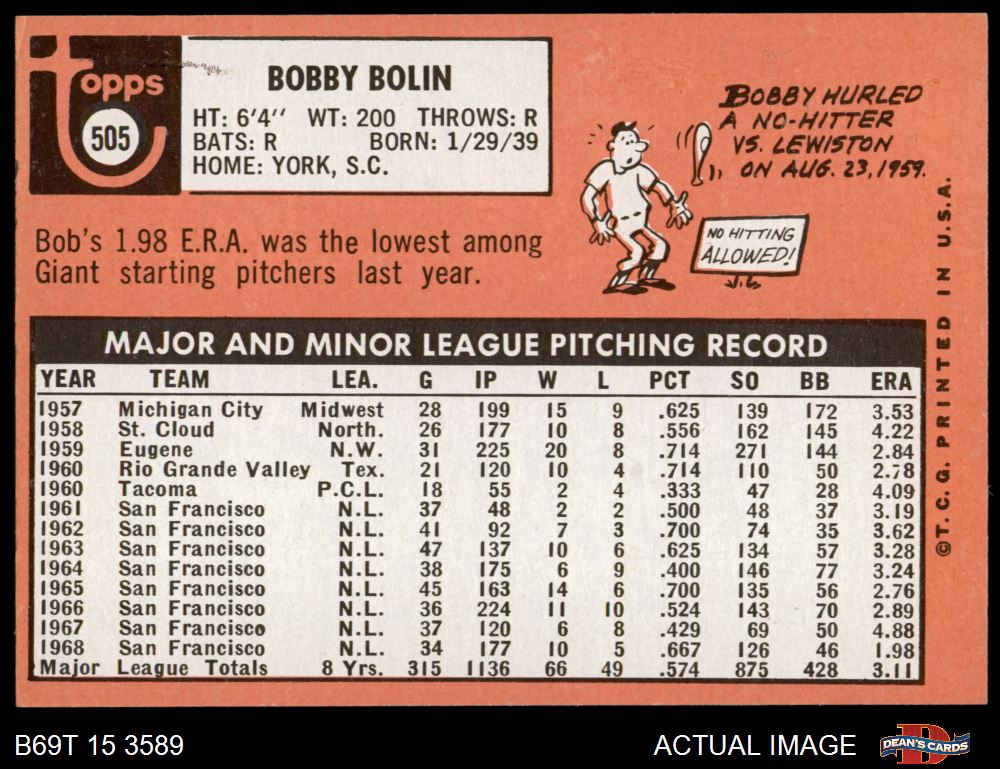 topps
505
BOBBY BOLIN
HT: 6'4" WT: 200 THROWS: R
BATS: R BORN: 1/29/39
HOME: YORK, S.C.
BOBBY HURLED
A NO-HITTER
VS. LEWISTON
ON AUG. 23, 1959.
NO HITTING
ALLOWED!
Bob's 1.98 E.R.A. was the lowest among
Giant starting pitchers last year.
MAJOR AND MINOR LEAGUE PITCHING RECORD
YEAR TEAM LEA. G IP W L PCT SO BB ERA
1957 Michigan City Midwest 28 199 15 9 .625 139 172 3.53
1958 St. Cloud North. 26 177 10 8 .556 162 145 4.22
1959 Eugene N.W. 31 225 20 8 .714 271 144 2.84
1960 Rio Grande Valley Tex. 21 120 10 4 .714 110 50 2.78
1960 Tacoma P.C.L. 18 55 2 4 .333 47 28 4.09
1961 San Francisco N.L. 37 48 2 2 .500 48 37 3.19
1962 San Francisco N.L. 41 92 7 3 .700 74 35 3.62
1963 San Francisco N.L. 47 137 10 6 .625 134 57 3.28
1964 San Francisco N.L. 38 175 6 9 .400 146 77 3.24
1965 San Francisco N.L. 45 163 14 6 .700 135 56 2.76
1966 San Francisco N.L. 36 224 11 10 .524 143 70 2.89
1967 San Francisco N.L. 37 120 6 8 .429 69 50 4.88
1968 San Francisco N.L. 34 177 10 5 .667 126 46 1.98
Major League Totals 8 Yrs. 315 1136 66 49 .574 875 428 3.11
©T.C.G. PRINTED IN U.S.A.
B69T 15 3589
ACTUAL IMAGE
DEAN'S CARDS